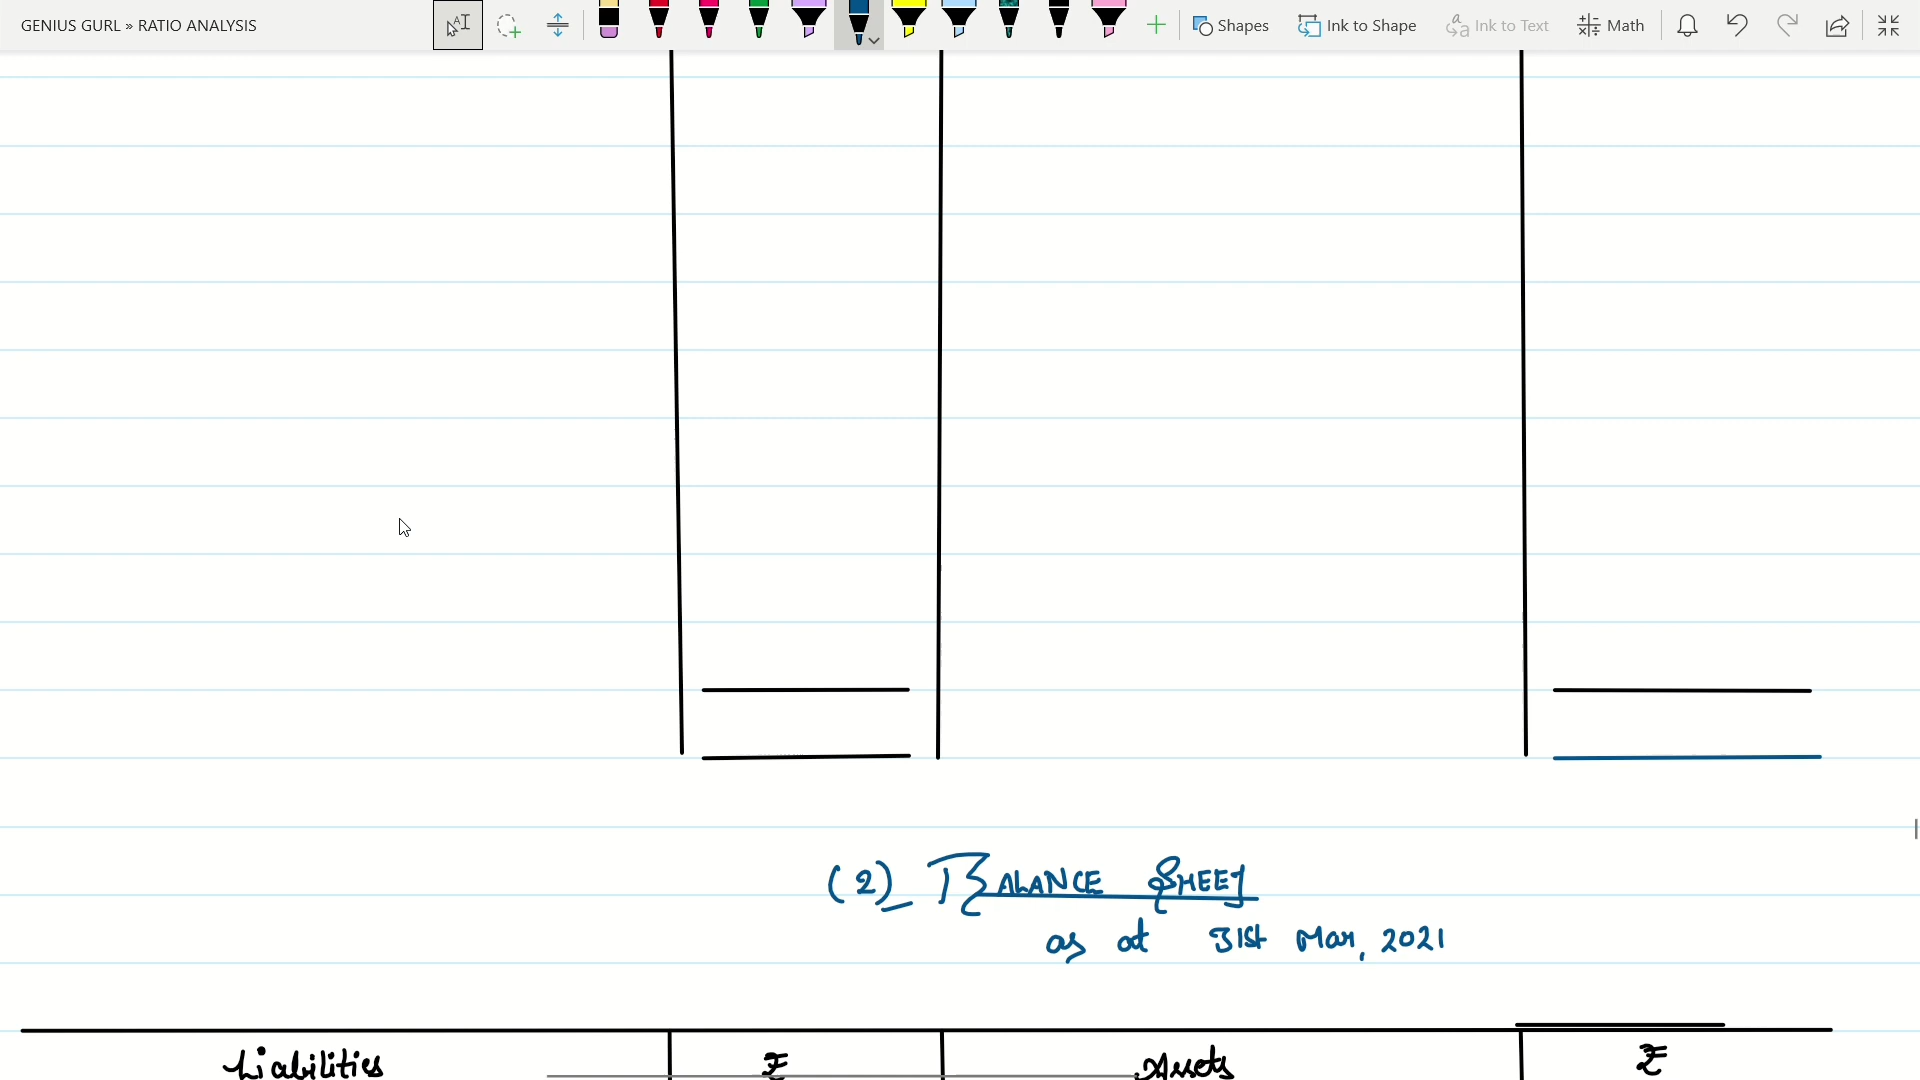 GENIUS GURL » RATIO ANALYSIS
Shapes Ink to Shape Ink to Text Math
(2) BALANCE SHEET
as at 31st Mar, 2021
Liabilities ₹ Assets ₹